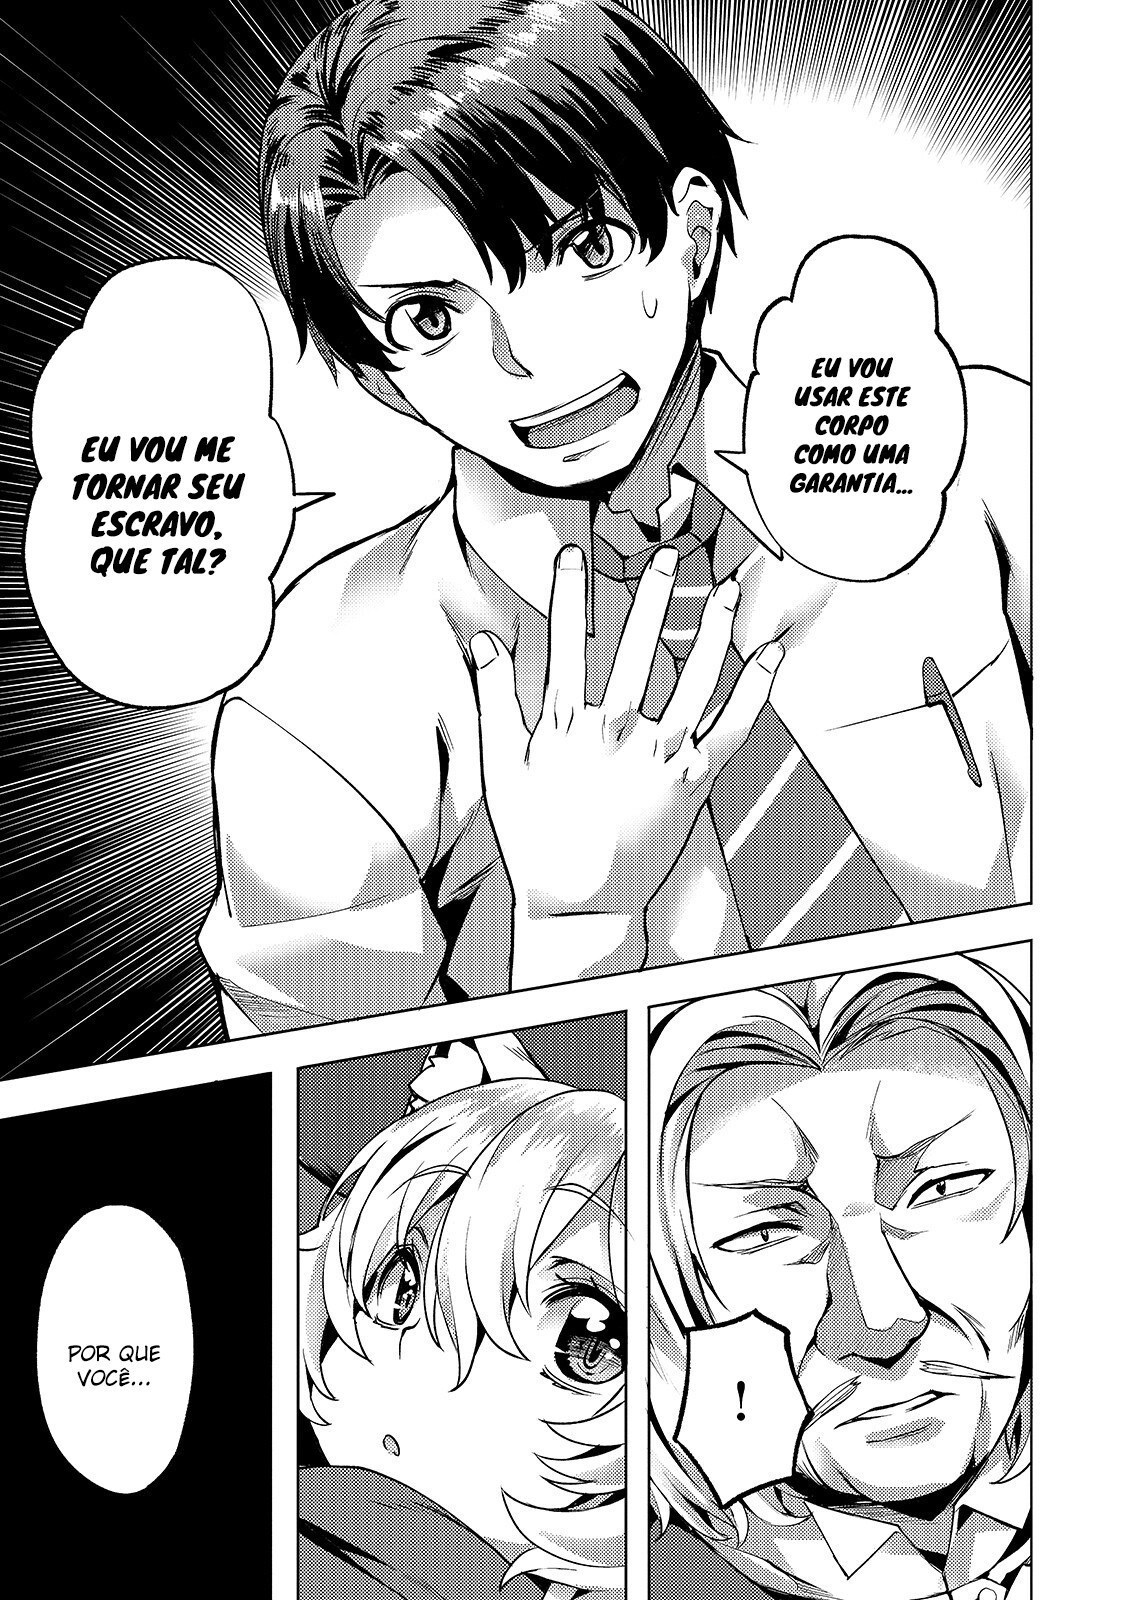 EU VOU
USAR ESTE
CORPO
COMO UMA
GARANTIA...
EU VOU ME
TORNAR SEU
ESCRAVO,
QUE TAL?
!
POR QUE
VOCÊ...